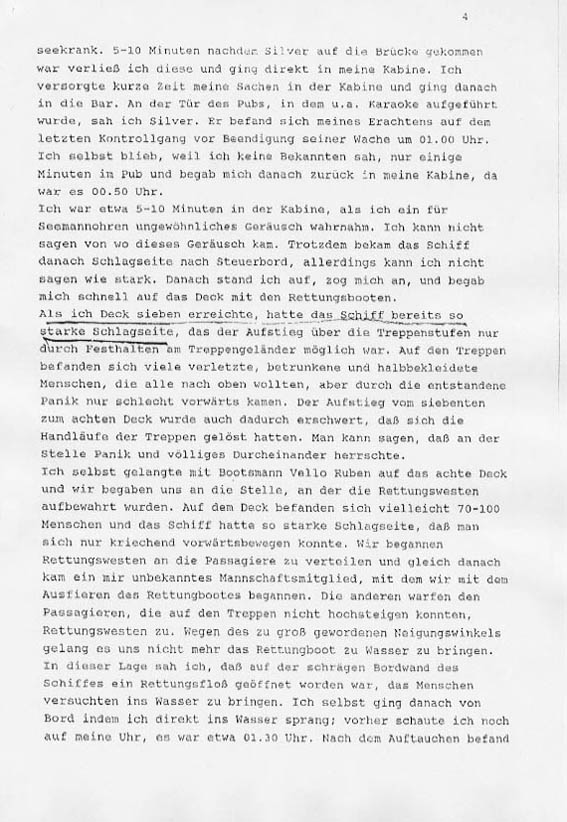 4
seekrank. 5-10 Minuten nachdem Silver auf die Brücke gekommen
war verließ ich diese und ging direkt in meine Kabine. Ich
versorgte kurze Zeit meine Sachen in der Kabine und ging danach
in die Bar. An der Tür des Pubs, in dem u.a. Karaoke aufgeführt
wurde, sah ich Silver. Er befand sich meines Erachtens auf dem
letzten Kontrollgang vor Beendigung seiner Wache um 01.00 Uhr.
Ich selbst blieb, weil ich keine Bekannten sah, nur einige
Minuten im Pub und begab mich danach zurück in meine Kabine, da
war es 00.50 Uhr.
Ich war etwa 5-10 Minuten in der Kabine, als ich ein für
Seemannohren ungewöhnliches Geräusch wahrnahm. Ich kann nicht
sagen von wo dieses Geräusch kam. Trotzdem bekam das Schiff
danach Schlagseite nach Steuerbord, allerdings kann ich nicht
sagen wie stark. Danach stand ich auf, zog mich an, und begab
mich schnell auf das Deck mit den Rettungsbooten.
Als ich Deck sieben erreichte, hatte das Schiff bereits so
starke Schlagseite, das der Aufstieg über die Treppenstufen nur
durch Festhalten am Treppengeländer möglich war. Auf den Treppen
befanden sich viele verletzte, betrunkene und halbbekleidete
Menschen, die alle nach oben wollten, aber durch die entstandene
Panik nur schlecht vorwärts kamen. Der Aufstieg vom siebenten
zum achten Deck wurde auch dadurch erschwert, daß sich die
Handläufe der Treppen gelöst hatten. Man kann sagen, daß an der
Stelle Panik und völliges Durcheinander herrschte.
Ich selbst gelangte mit Bootsmann Vello Ruben auf das achte Deck
und wir begaben uns an die Stelle, an der die Rettungswesten
aufbewahrt wurden. Auf dem Deck befanden sich vielleicht 70-100
Menschen und das Schiff hatte so starke Schlagseite, daß man
sich nur kriechend vorwärtsbewegen konnte. Wir begannen
Rettungswesten an die Passagiere zu verteilen und gleich danach
kam ein mir unbekanntes Mannschaftsmitglied, mit dem wir mit dem
Ausfieren des Rettungbootes begannen. Die anderen warfen den
Passagieren, die auf den Treppen nicht hochsteigen konnten,
Rettungswesten zu. Wegen des zu groß gewordenen Neigungswinkels
gelang es uns nicht mehr das Rettungboot zu Wasser zu bringen.
In dieser Lage sah ich, daß auf der schrägen Bordwand des
Schiffes ein Rettungsfloß geöffnet worden war, das Menschen
versuchten ins Wasser zu bringen. Ich selbst ging danach von
Bord indem ich direkt ins Wasser sprang; vorher schaute ich noch
auf meine Uhr, es war etwa 01.30 Uhr. Nach dem Auftauchen befand